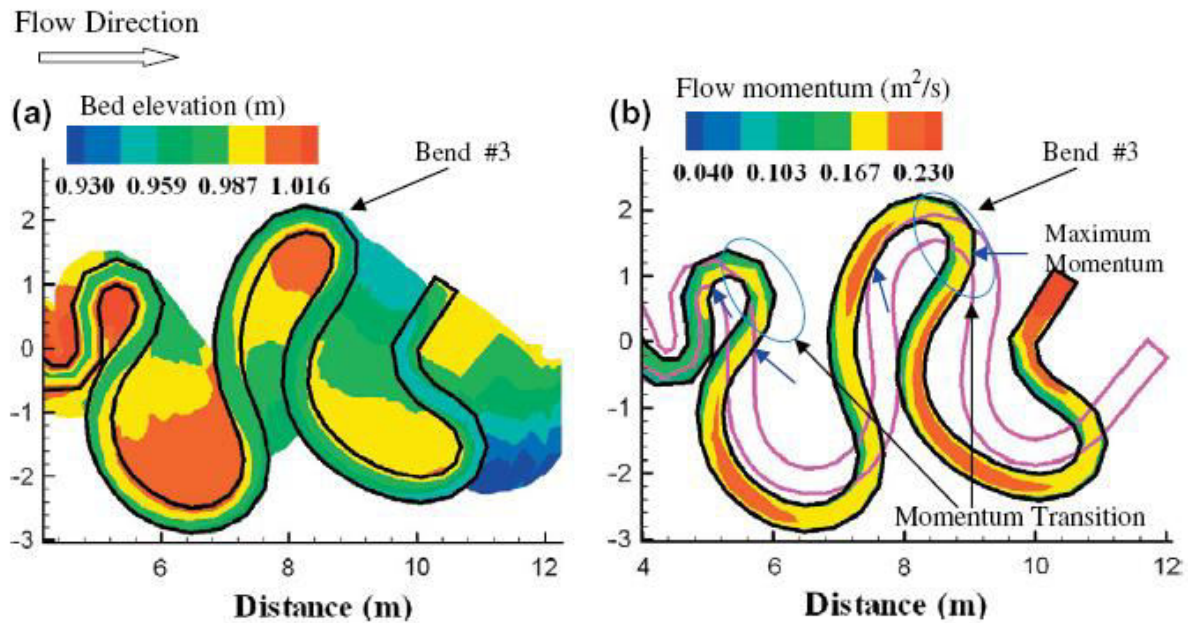 Flow Direction
(a)
Bed elevation (m)
0.930 0.959 0.987 1.016
Bend #3
2
1
0
-1
-2
-3
6 8 10 12
Distance (m)
(b)
Flow momentum (m²/s)
0.040 0.103 0.167 0.230
Bend #3
Maximum
Momentum
Momentum Transition
2
1
0
-1
-2
-3
4 6 8 10 12
Distance (m)